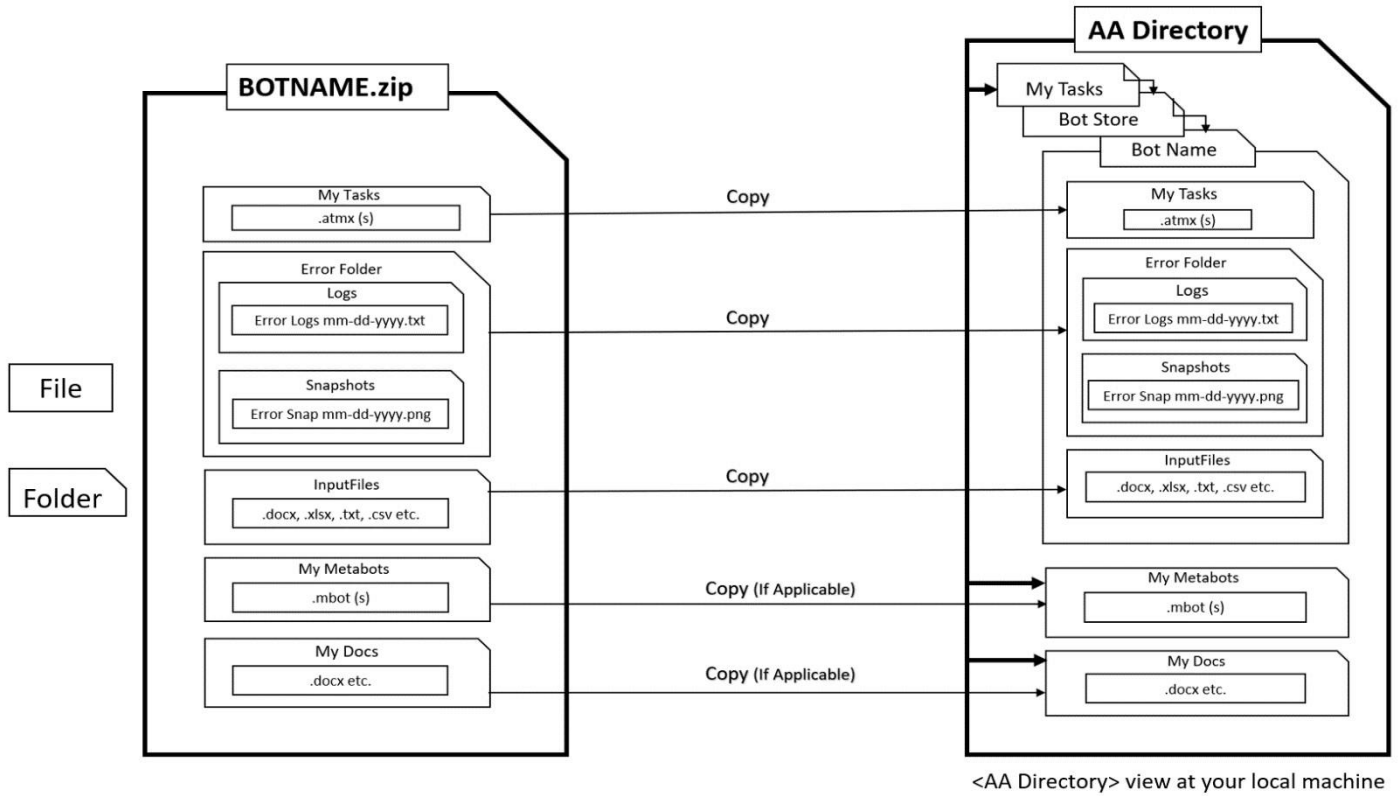 BOTNAME.zip
My Tasks
.atmx (s)
Error Folder
Logs
Error Logs mm-dd-yyyy.txt
Snapshots
Error Snap mm-dd-yyyy.png
InputFiles
.docx, .xlsx, .txt, .csv etc.
My Metabots
.mbot (s)
My Docs
.docx etc.
File
Folder
Copy
Copy
Copy
Copy (If Applicable)
Copy (If Applicable)
AA Directory
My Tasks
Bot Store
Bot Name
My Tasks
.atmx (s)
Error Folder
Logs
Error Logs mm-dd-yyyy.txt
Snapshots
Error Snap mm-dd-yyyy.png
InputFiles
.docx, .xlsx, .txt, .csv etc.
My Metabots
.mbot (s)
My Docs
.docx etc.
<AA Directory> view at your local machine